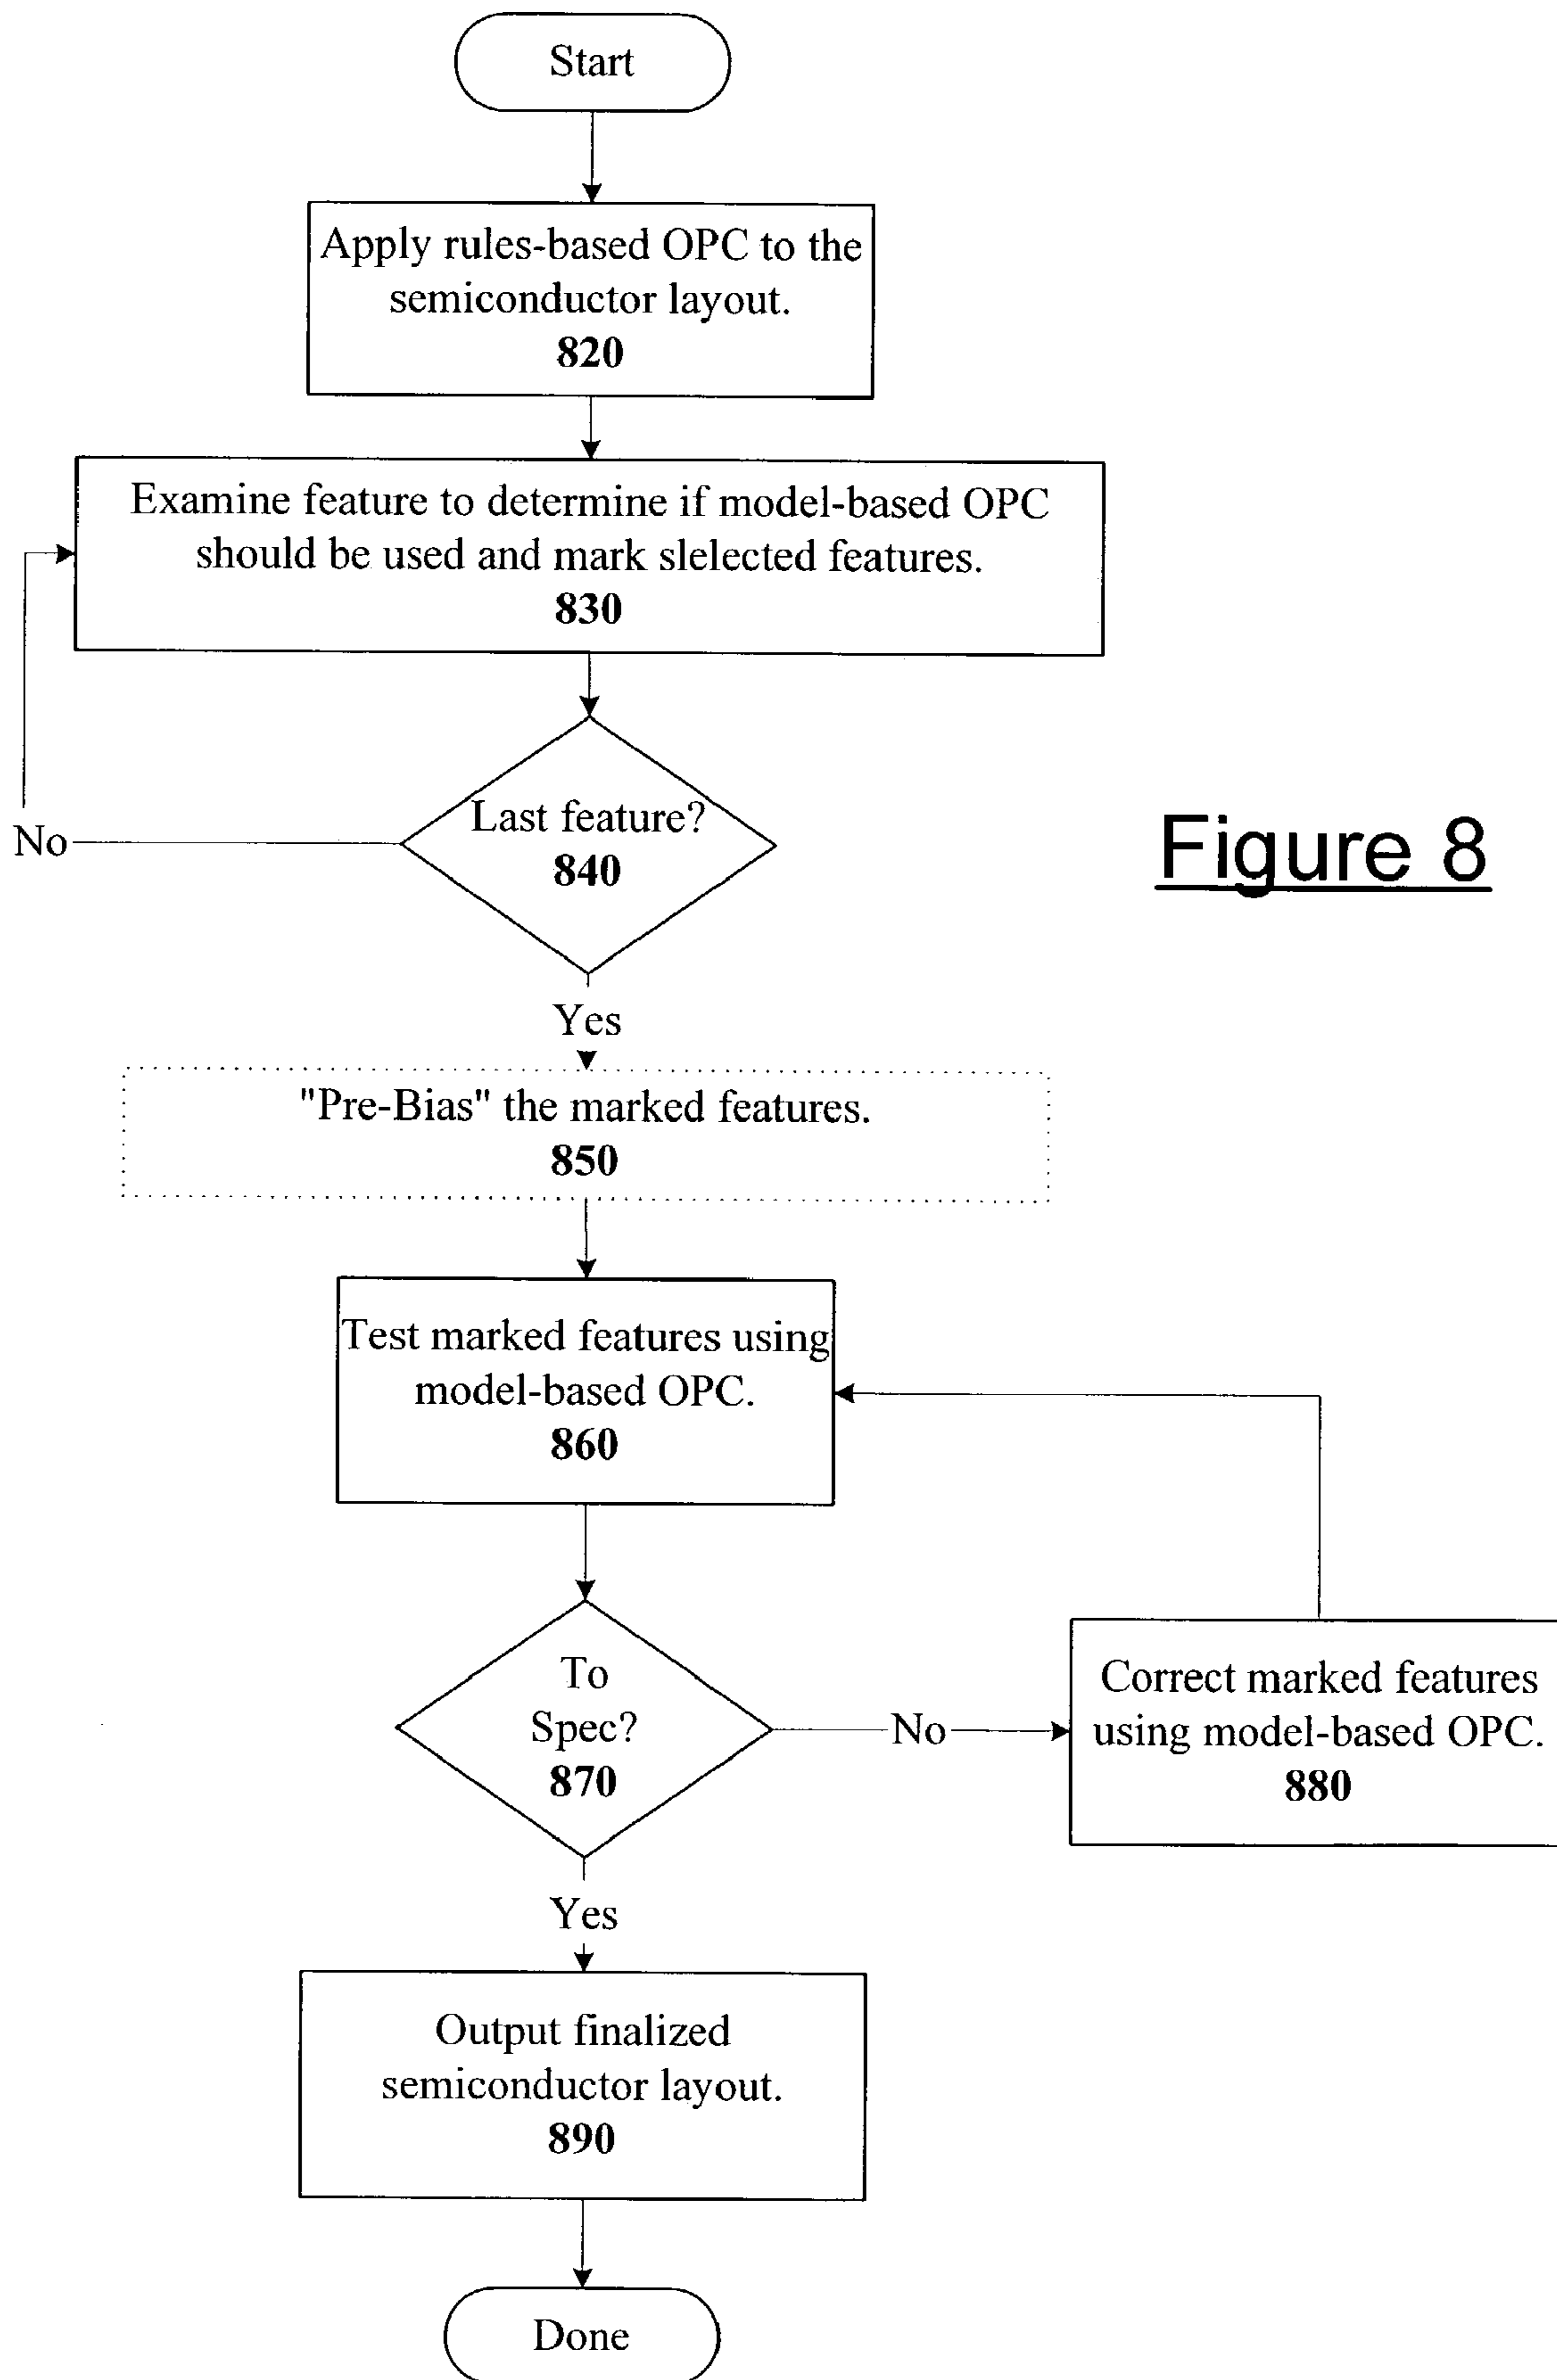 Start
Apply rules-based OPC to the
semiconductor layout.
820
Examine feature to determine if model-based OPC
should be used and mark slelected features.
830
Last feature?
840
No
Figure 8
Yes
"Pre-Bias" the marked features.
850
Test marked features using
model-based OPC.
860
To
Spec?
870
No
Correct marked features
using model-based OPC.
880
Yes
Output finalized
semiconductor layout.
890
Done